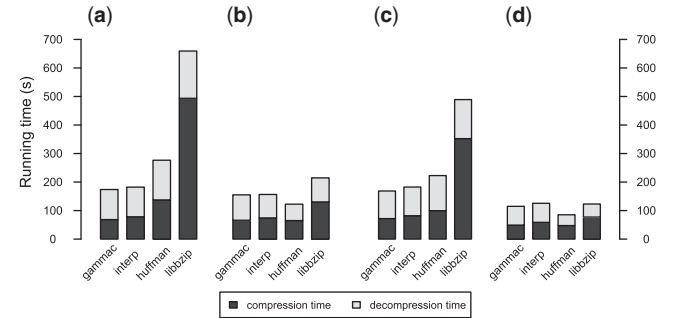 (a) (b) (c) (d)
700 700
600 600
500 500
400 400
300 300
200 200
100 100
0 0
Running time (s)
gammac interp huffman libbzip gammac interp huffman libbzip gammac interp huffman libbzip gammac interp huffman libbzip
compression time decompression time